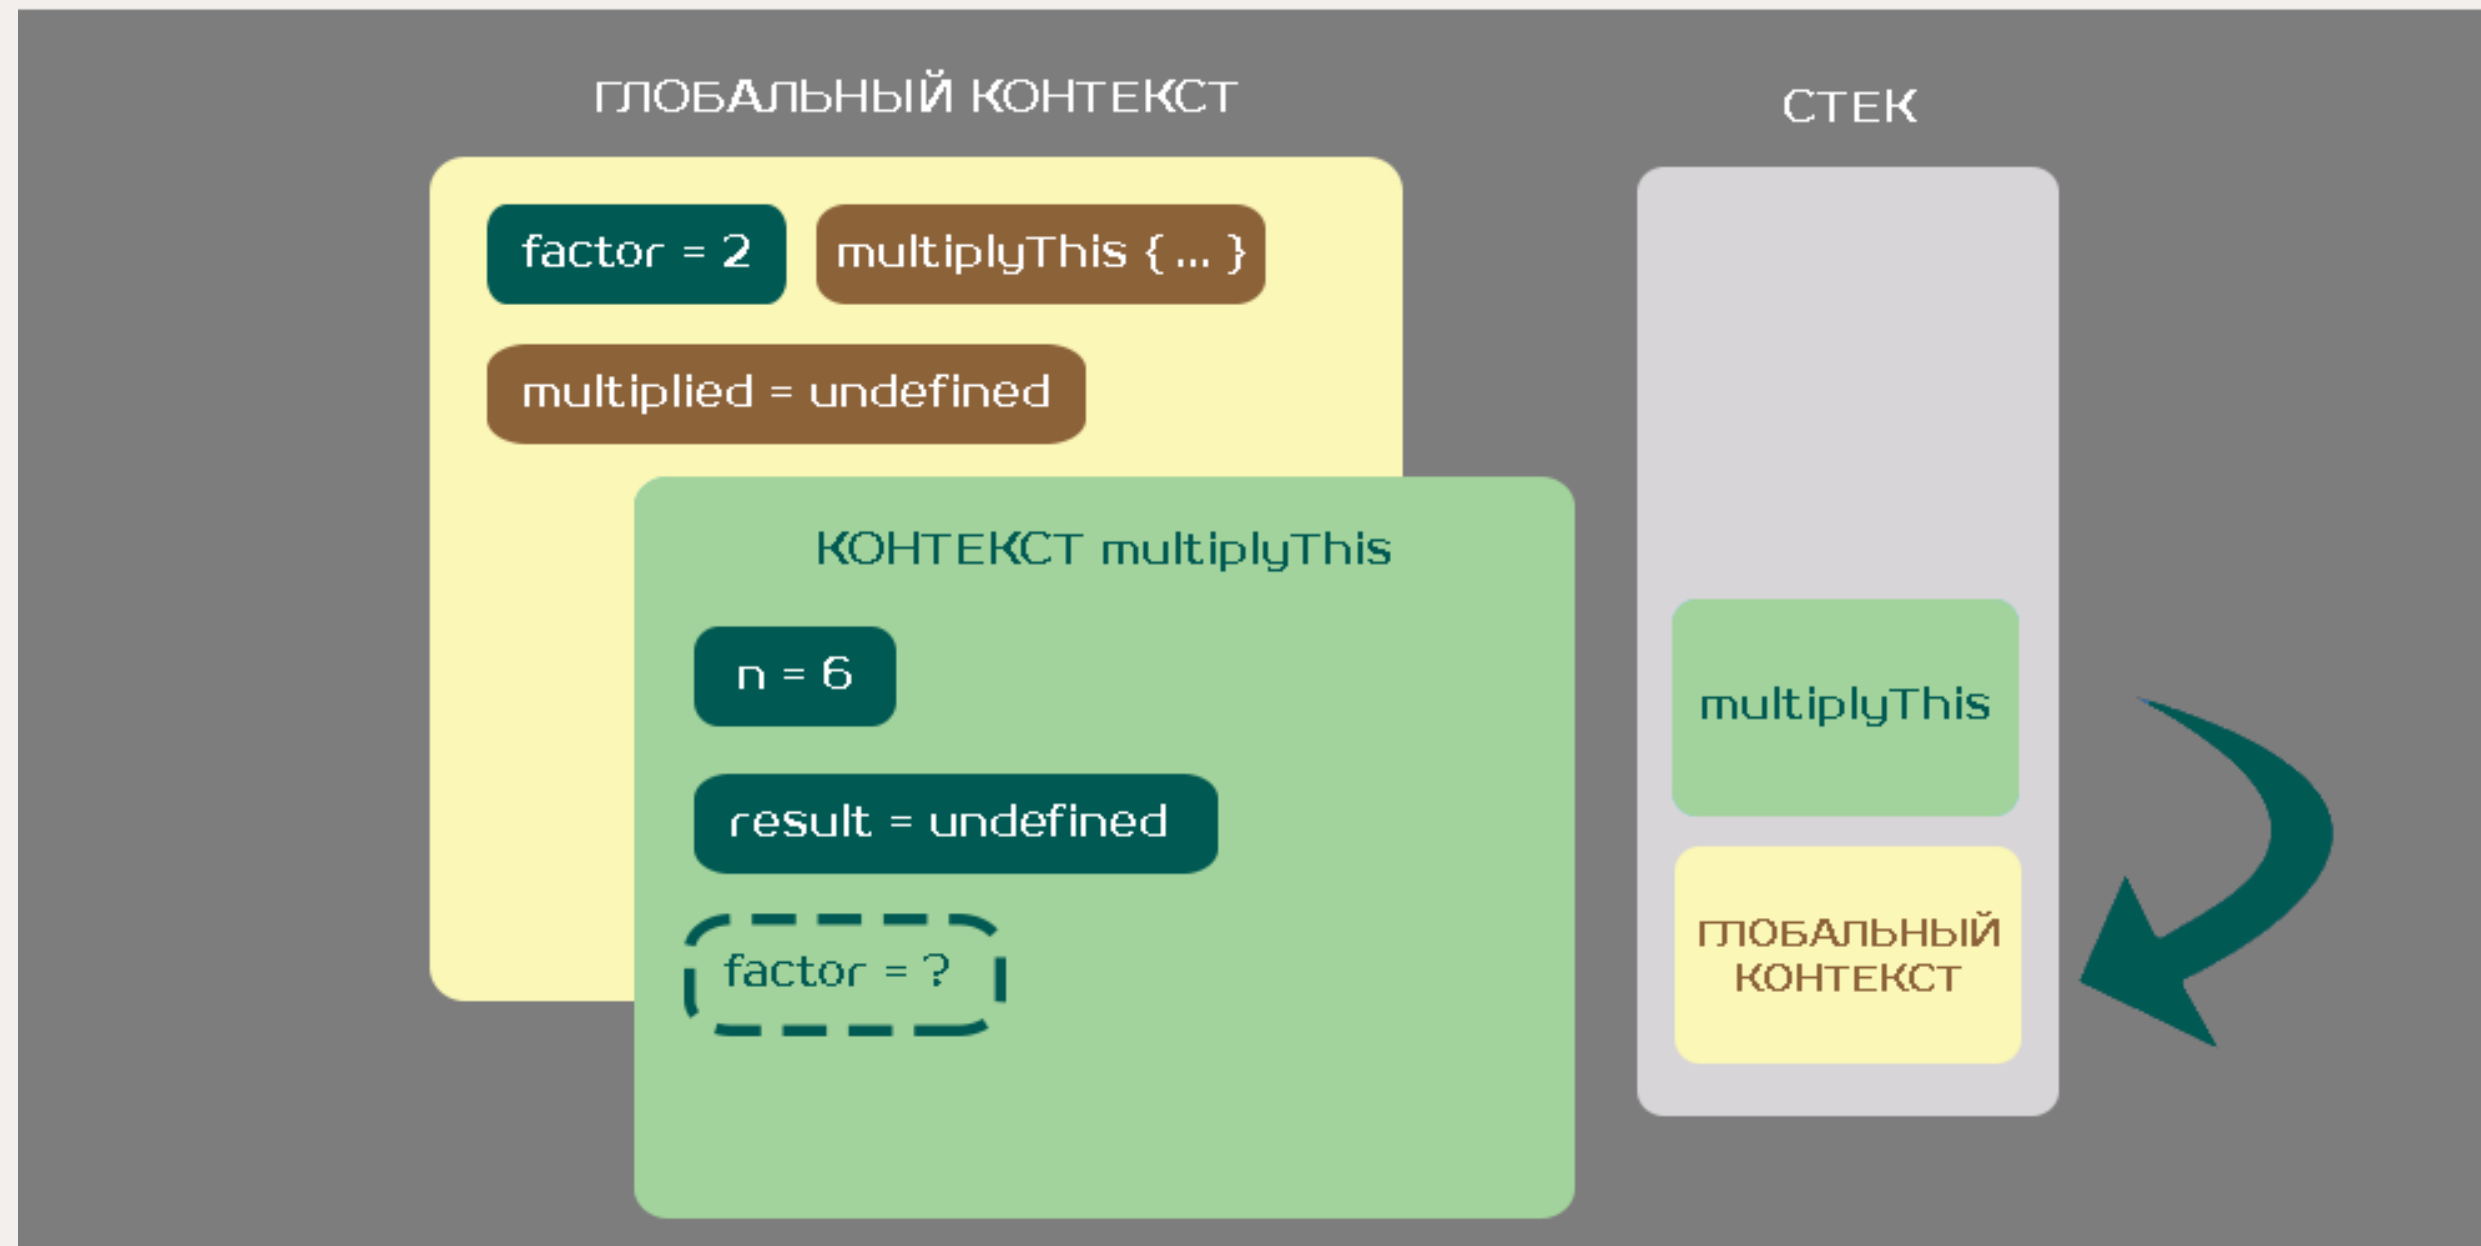 ГЛОБАЛЬНЫЙ КОНТЕКСТ
factor = 2
multiplyThis { ... }
multiplied = undefined
КОНТЕКСТ multiplyThis
n = 6
result = undefined
factor = ?
СТЕК
multiplyThis
ГЛОБАЛЬНЫЙ
КОНТЕКСТ